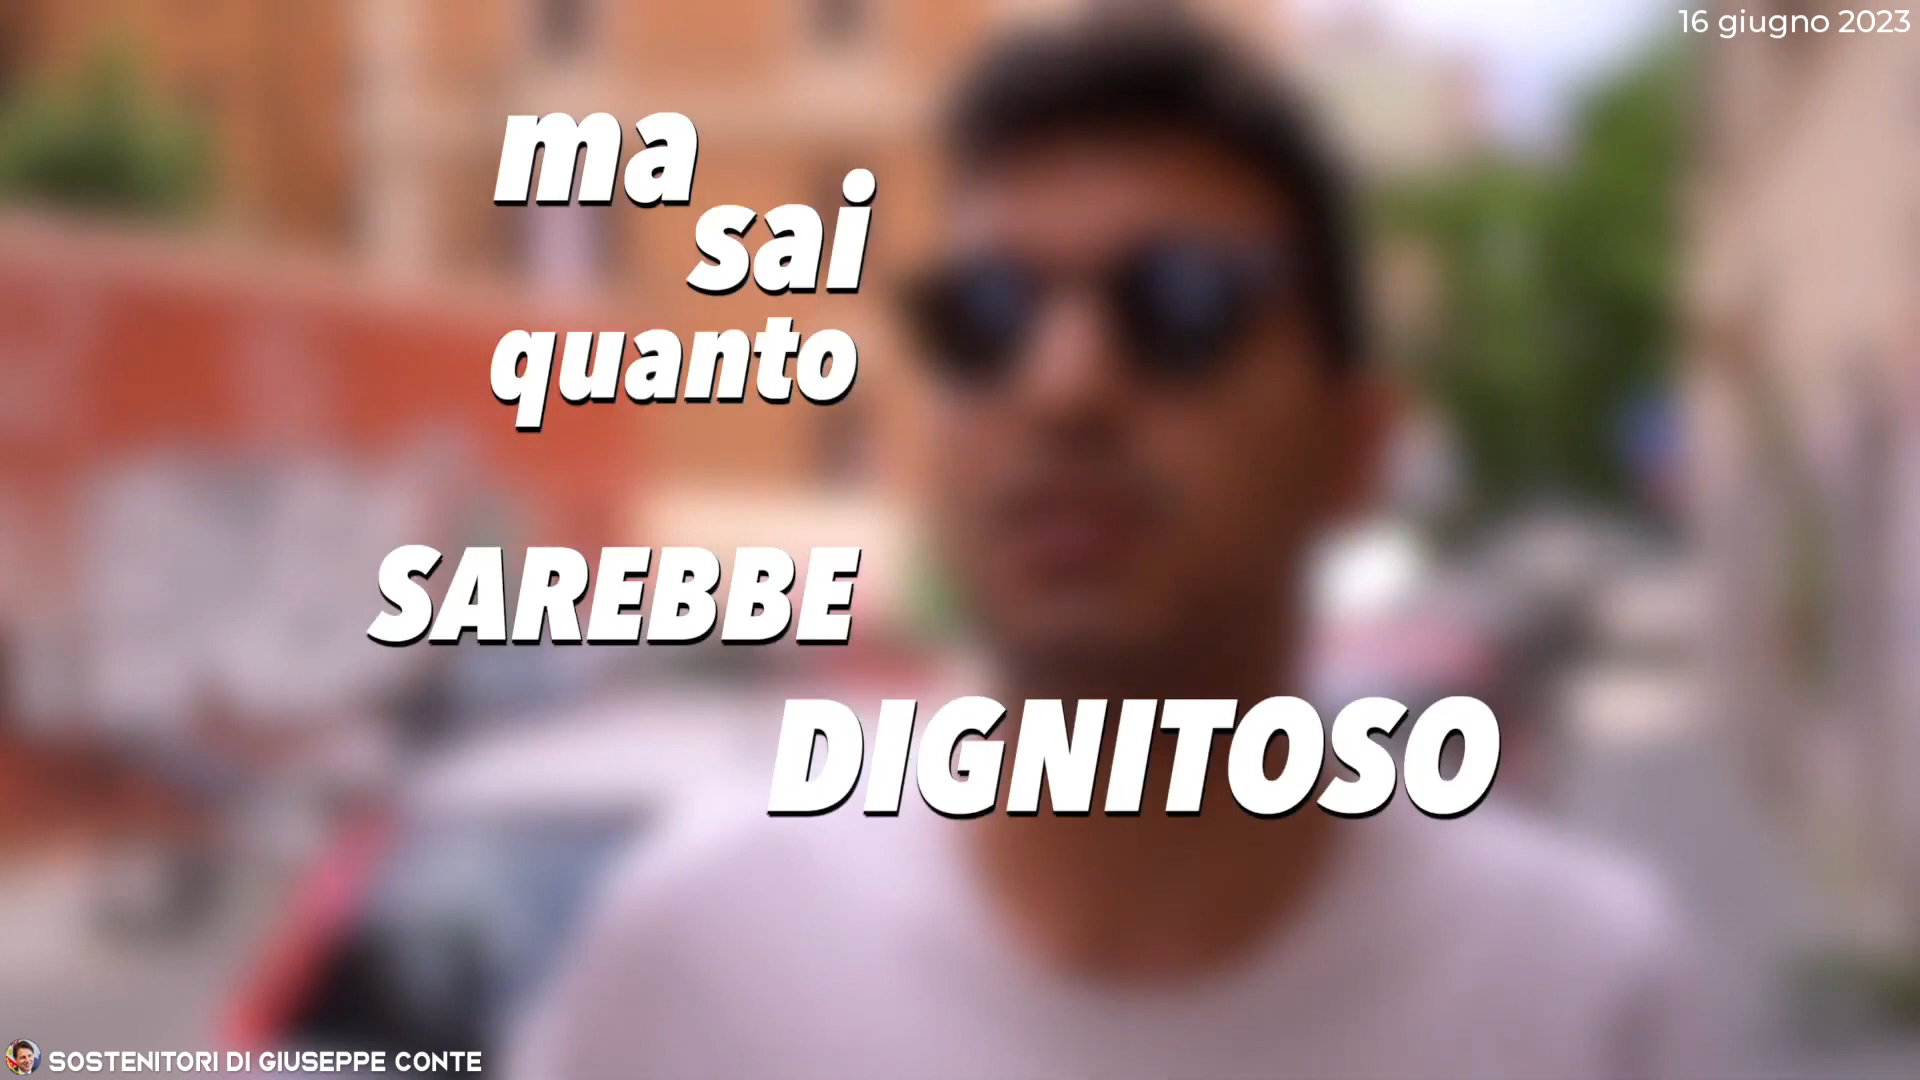 16 giugno 2023
ma
sai
quanto
SAREBBE
DIGNITOSO
SOSTENITORI DI GIUSEPPE CONTE